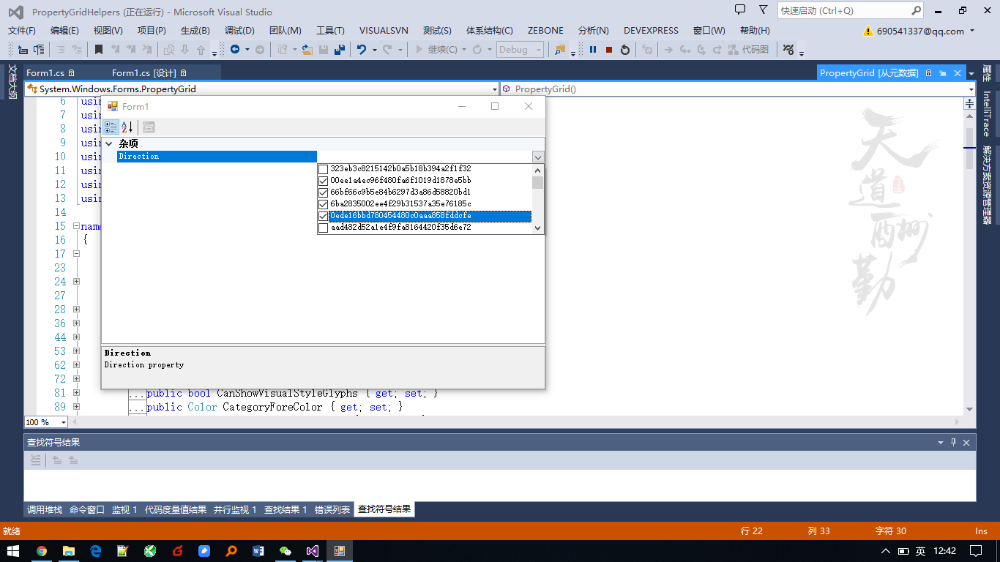 PropertyGridHelpers (正在运行) - Microsoft Visual Studio
快速启动 (Ctrl+Q)
文件(F) 编辑(E) 视图(V) 项目(P) 生成(B) 调试(D) 团队(M) 工具(T) VISUALSVN 测试(S) 体系结构(C) ZEBONE 分析(N) DEVEXPRESS 窗口(W) 帮助(H) 690541337@qq.com
继续(C) Debug 代码图
文档大纲
Form1.cs Form1.cs [设计] PropertyGrid [从元数据]
属性
IntelliTrace
解决方案资源管理器
System.Windows.Forms.PropertyGrid PropertyGrid()
Form1
杂项
Direction
323eb3c8215142b0a5b18b394a2f1f32
00ee1a4ec96f480fa6f1019d1878e5bb
66bf66c9b5e84b6297d3a86d58820bd1
6ba2835002ee4f29b31537a35e76185c
0ede16bbd780454480c0aaa858fddcfe
aad482d52a1e4f9fa8164420f35d6e72
Direction
Direction property
6 usin
7 usin
8 usin
9 usin
10 usin
11 usin
12 usin
13 usin
14
15 name
16 {
17
23
24
27
28
36
44
53
62
72
81 ...public bool CanShowVisualStyleGlyphs { get; set; }
89 ...public Color CategoryForeColor { get; set; }
天道酬勤
100 %
查找符号结果
调用堆栈 命令窗口 监视 1 代码度量值结果 并行监视 1 查找结果 1 错误列表 查找符号结果
就绪 行 22 列 33 字符 30 Ins
英 12:42